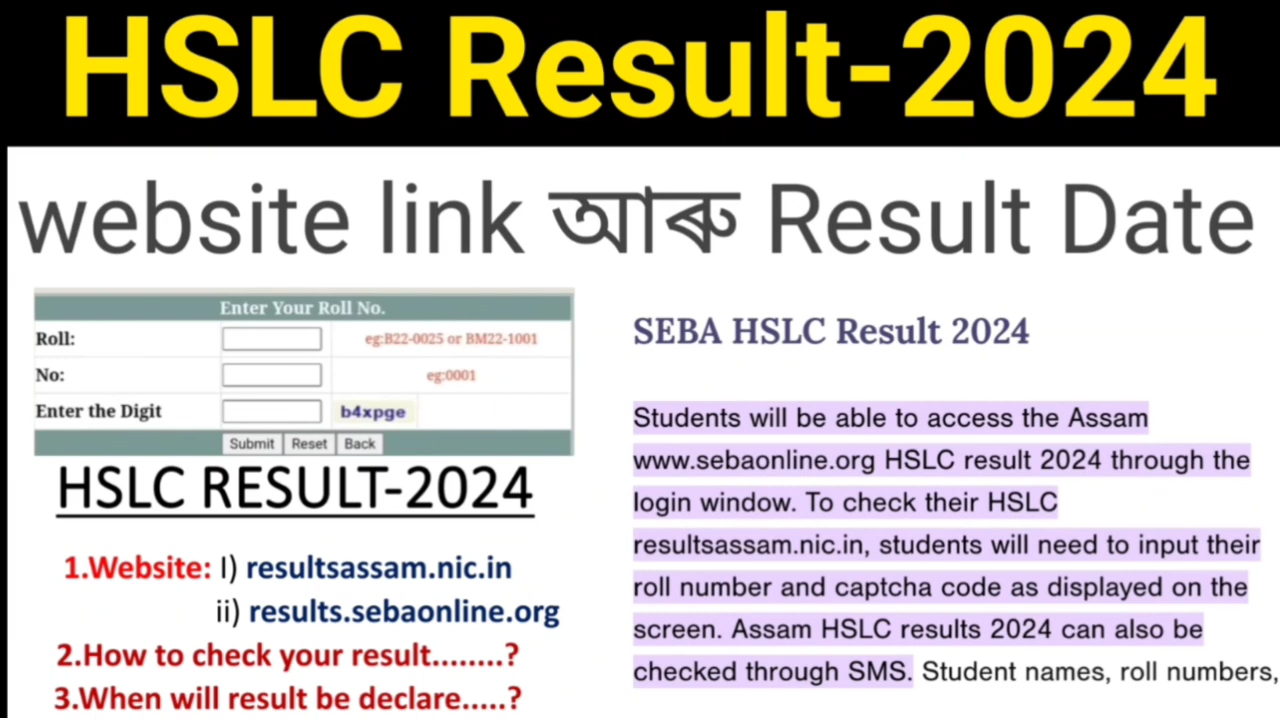 HSLC Result-2024
website link আৰু Result Date
Enter Your Roll No.
Roll: eg:B22-0025 or BM22-1001
No: eg:0001
Enter the Digit b4xpge
Submit Reset Back
HSLC RESULT-2024
1.Website: I) resultsassam.nic.in
ii) results.sebaonline.org
2.How to check your result........?
3.When will result be declare.....?
SEBA HSLC Result 2024
Students will be able to access the Assam
www.sebaonline.org HSLC result 2024 through the
login window. To check their HSLC
resultsassam.nic.in, students will need to input their
roll number and captcha code as displayed on the
screen. Assam HSLC results 2024 can also be
checked through SMS. Student names, roll numbers,